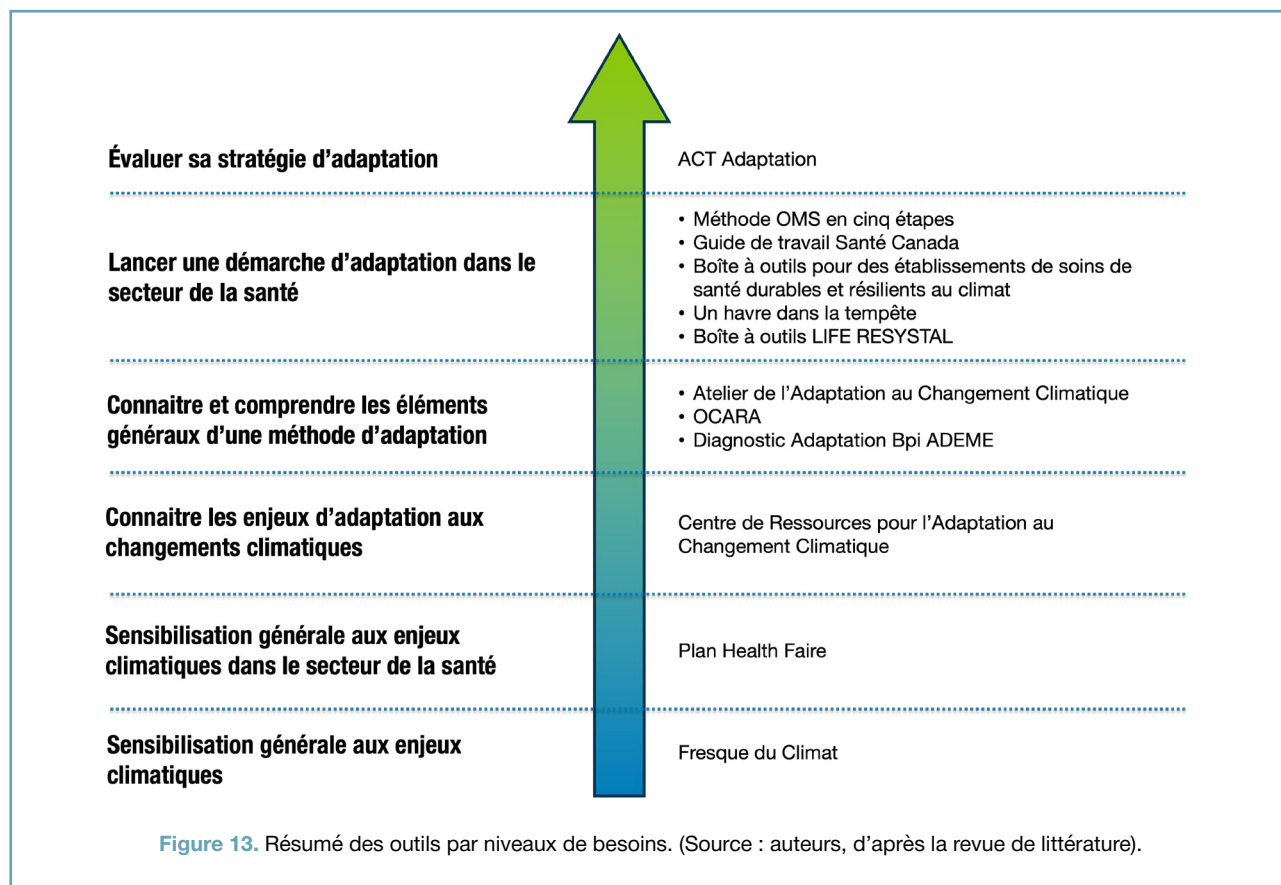 Évaluer sa stratégie d'adaptation
ACT Adaptation
Lancer une démarche d'adaptation dans le
secteur de la santé
• Méthode OMS en cinq étapes
• Guide de travail Santé Canada
• Boîte à outils pour des établissements de soins de
santé durables et résilients au climat
• Un havre dans la tempête
• Boîte à outils LIFE RESYSTAL
Connaitre et comprendre les éléments
généraux d'une méthode d'adaptation
• Atelier de l'Adaptation au Changement Climatique
• OCARA
• Diagnostic Adaptation Bpi ADEME
Connaitre les enjeux d'adaptation aux
changements climatiques
Centre de Ressources pour l'Adaptation au
Changement Climatique
Sensibilisation générale aux enjeux
climatiques dans le secteur de la santé
Plan Health Faire
Sensibilisation générale aux enjeux
climatiques
Fresque du Climat
Figure 13. Résumé des outils par niveaux de besoins. (Source : auteurs, d'après la revue de littérature).